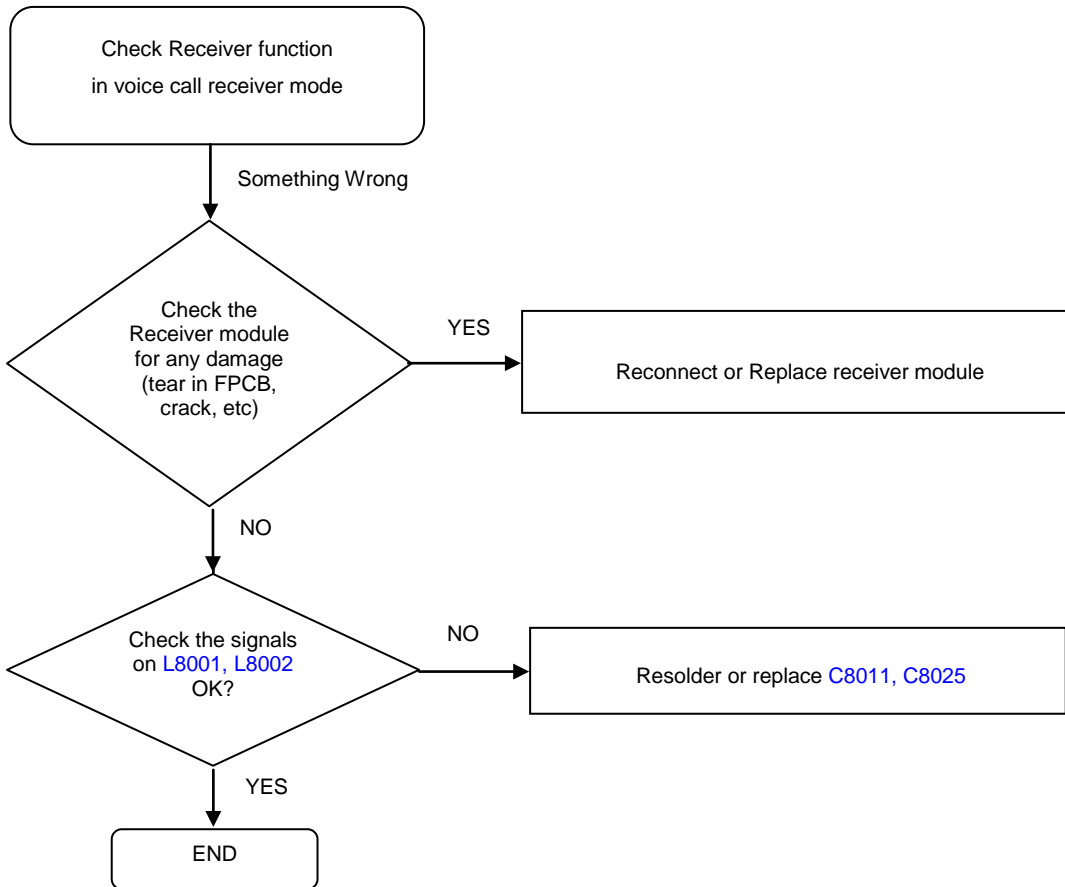 Check Receiver function
in voice call receiver mode
Something Wrong
Check the
Receiver module
for any damage
(tear in FPCB,
crack, etc)
YES
Reconnect or Replace receiver module
NO
Check the signals
on L8001, L8002
OK?
NO
Resolder or replace C8011, C8025
YES
END